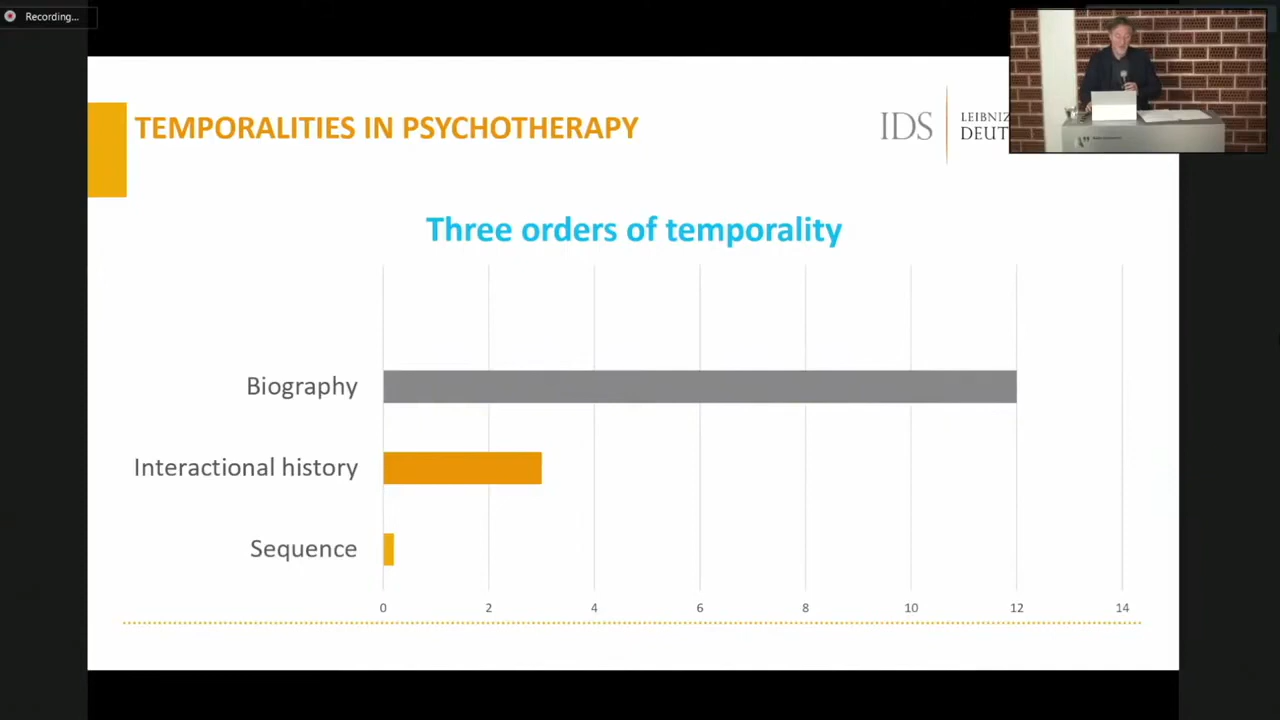 Recording...
TEMPORALITIES IN PSYCHOTHERAPY
IDS
LEIBNIZ
DEUT
Three orders of temporality
Biography
Interactional history
Sequence
0 2 4 6 8 10 12 14